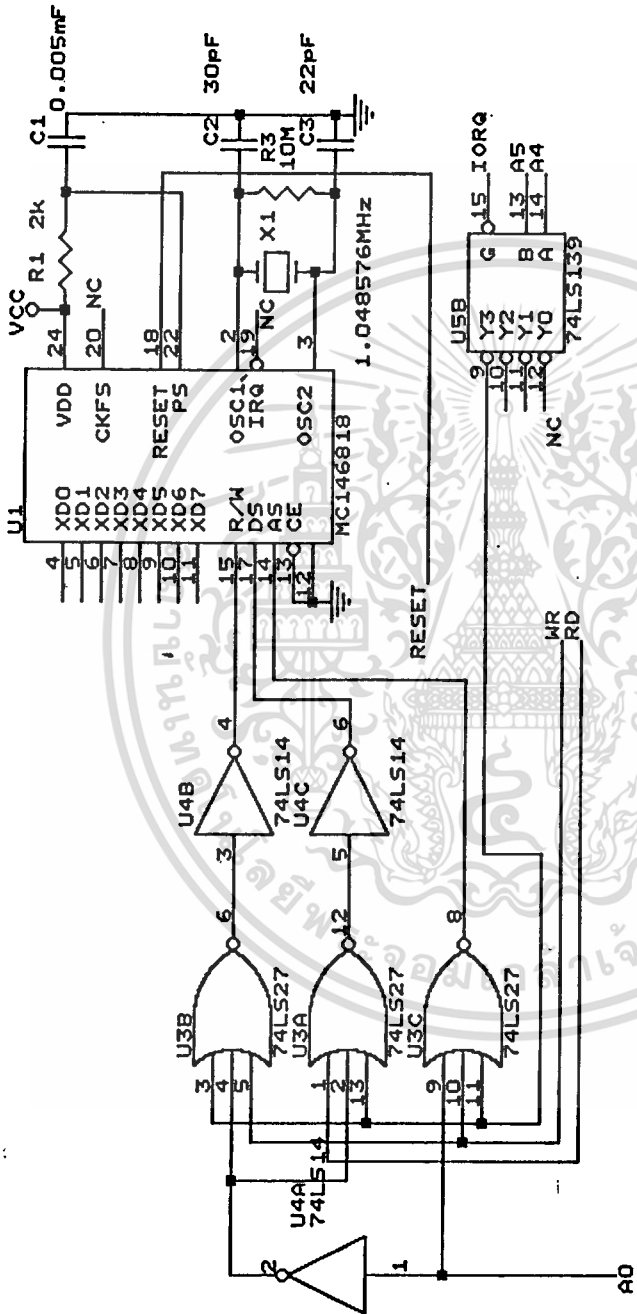 C1
0.005mF
R1 2k
VCC
30pF
C2
R3
10M
22pF
C3
X1
1.048576MHz
U1
24 VDD
20 NC
CKFS
18 RESET
22 PS
2 OSC1
19 IRQ
NC
3 OSC2
4 XD0
5 XD1
6 XD2
7 XD3
8 XD4
9 XD5
10 XD6
11 XD7
15 R/W
17 DS
14 AS
13 CE
12
MC146818
RESET
U4B
3 4
74LS14
U4C
5 6
74LS14
U3B
3
4
5
6
74LS27
U3A
1
2
13
12
74LS27
U3C
9
10
11
8
74LS27
U4A
74LS14
2
1
A0
WR
RD
U5B
9 Y3
10 Y2
11 Y1
12 Y0
NC
G 15 IORQ
B 13 A5
A 14 A4
74LS139